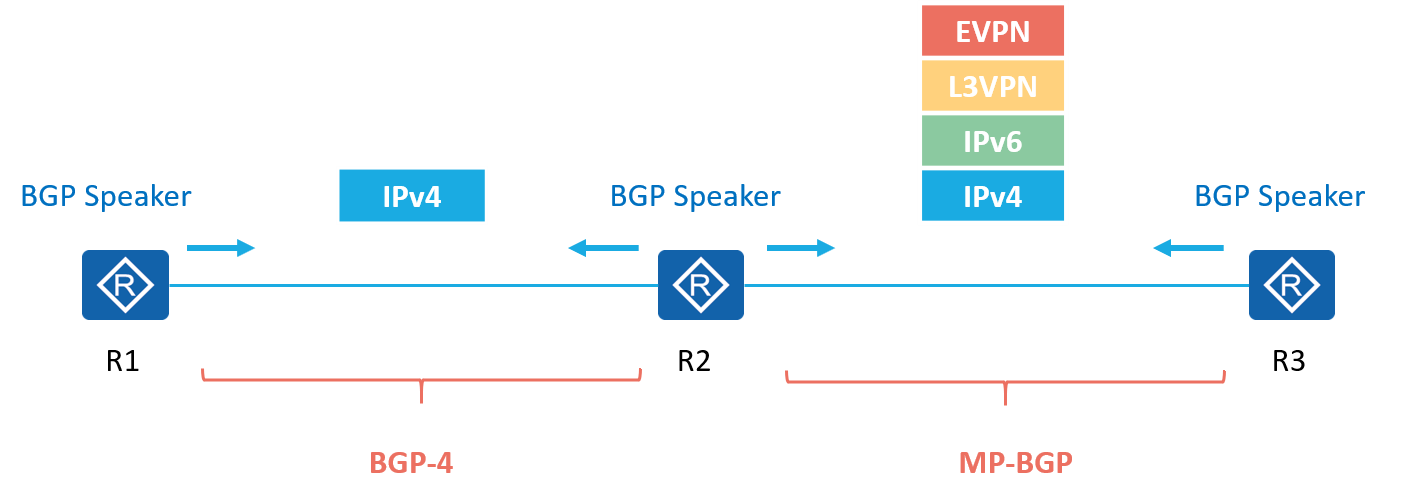 EVPN
L3VPN
IPv6
IPv4
IPv4
BGP Speaker
BGP Speaker
BGP Speaker
R
R
R
R1
R2
R3
BGP-4
MP-BGP